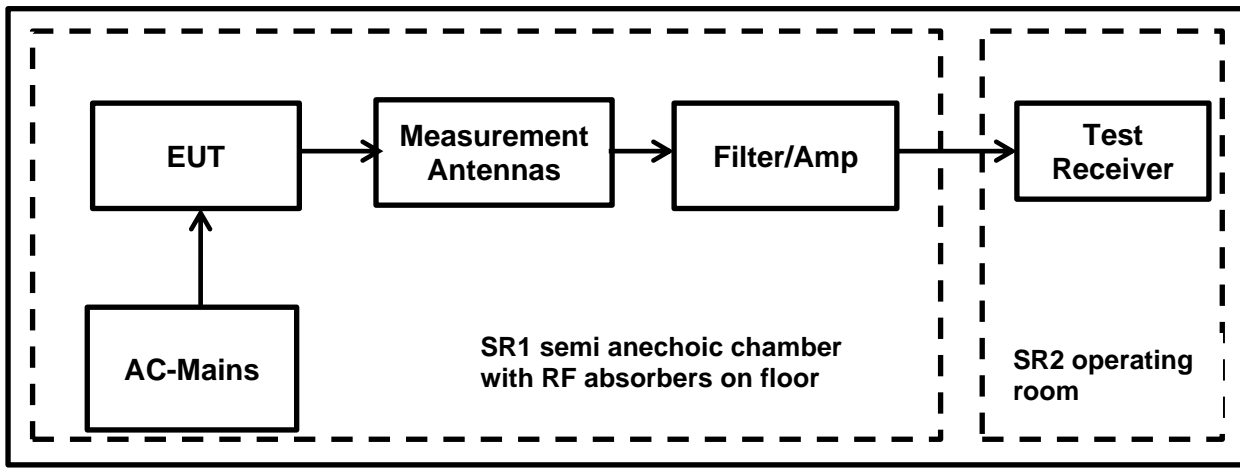 EUT
Measurement
Antennas
Filter/Amp
Test
Receiver
AC-Mains
SR1 semi anechoic chamber
with RF absorbers on floor
SR2 operating
room